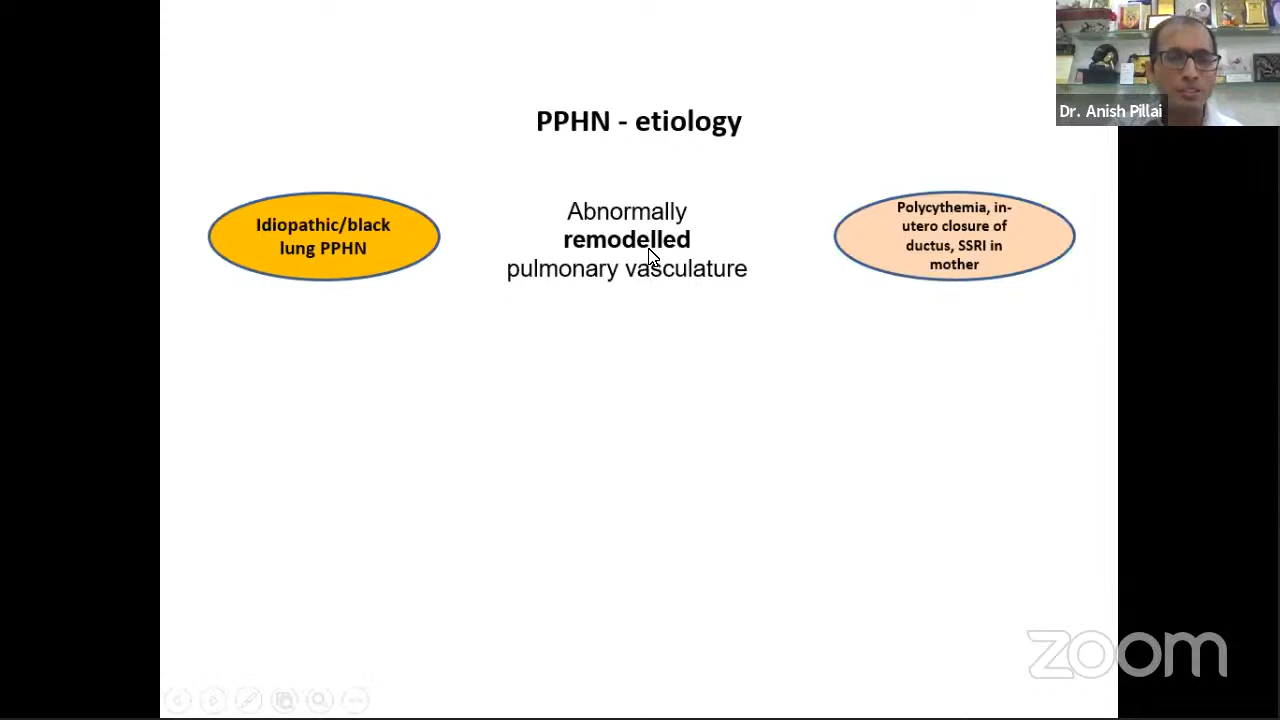 Dr. Anish Pillai
PPHN - etiology
Idiopathic/black
lung PPHN
Abnormally
remodelled
pulmonary vasculature
Polycythemia, in-
utero closure of
ductus, SSRI in
mother
zoom